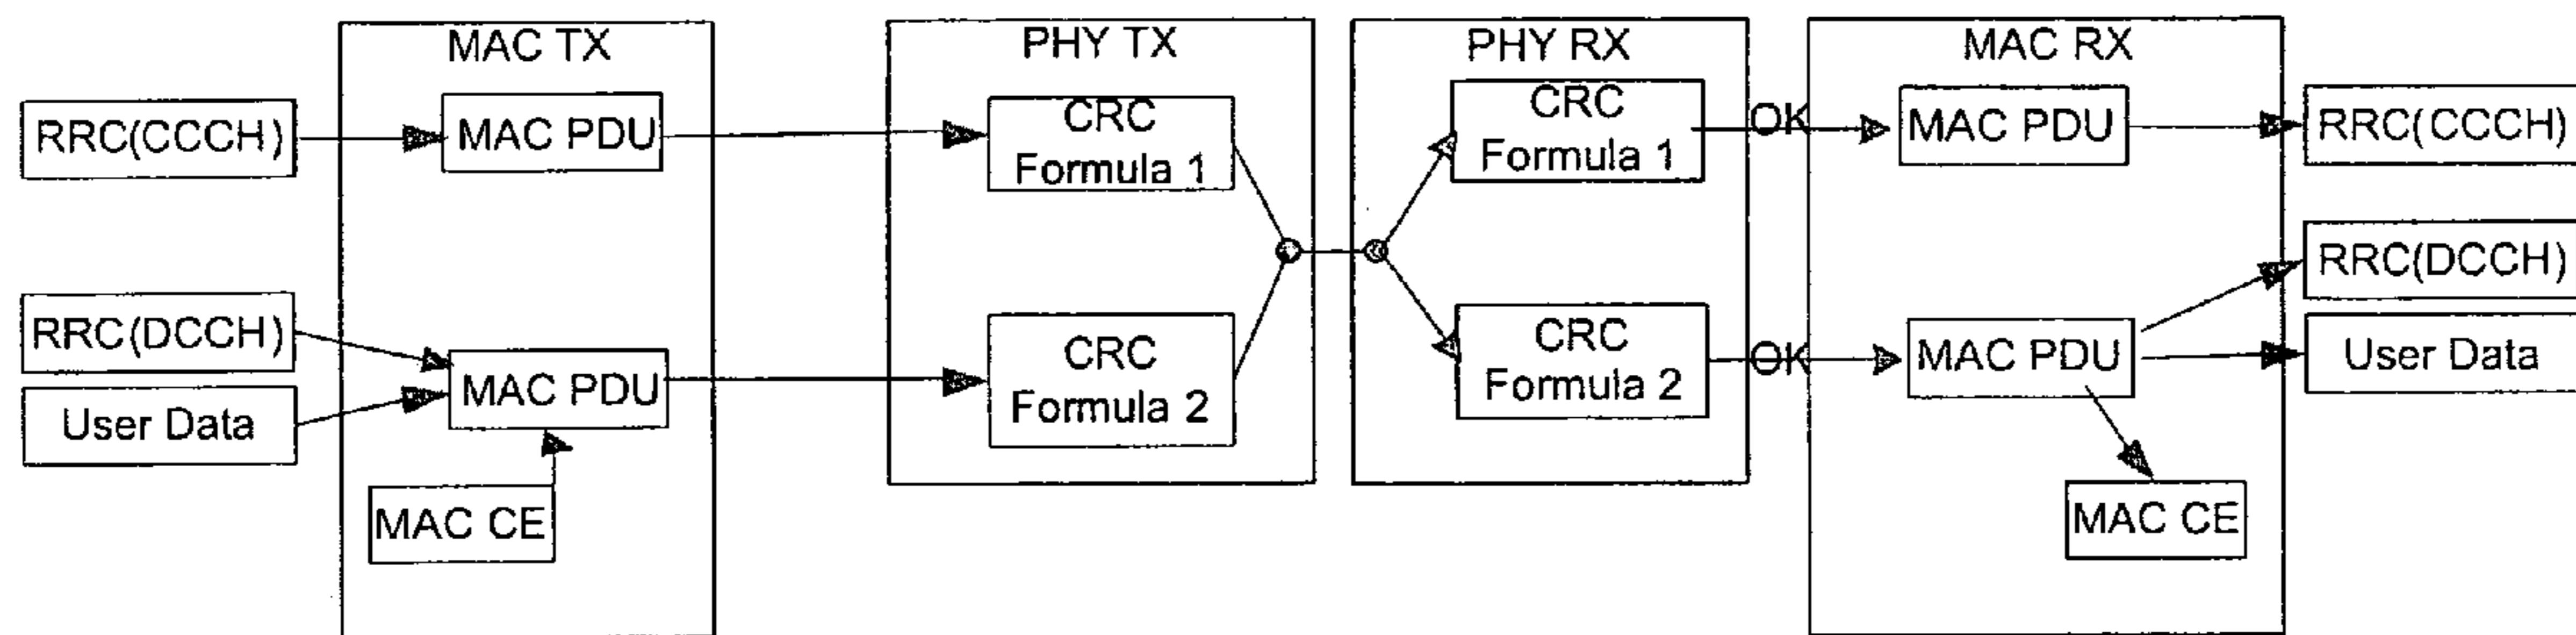 MAC TX
PHY TX
PHY RX
MAC RX
RRC(CCCH)
MAC PDU
CRC
Formula 1
CRC
Formula 1
OK
MAC PDU
RRC(CCCH)
RRC(DCCH)
User Data
MAC PDU
MAC CE
CRC
Formula 2
CRC
Formula 2
OK
MAC PDU
RRC(DCCH)
User Data
MAC CE